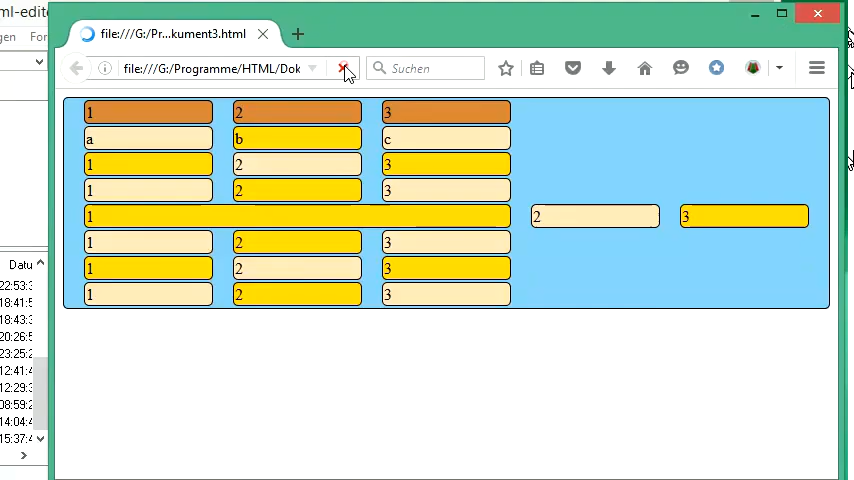 ml-edito
gen For
file:///G:/Pr...kument3.html
file:///G:/Programme/HTML/Dok
Suchen
1 2 3
a b c
1 2 3
1 2 3
1 2 3
1 2 3
1 2 3
1 2 3
Datu
22:53:3
18:41:5
18:43:3
20:26:5
23:25:2
12:41:4
12:29:3
08:59:2
14:04:4
15:37:4